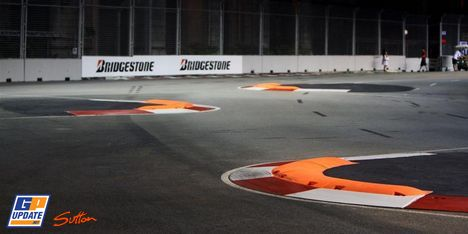 BRIDGESTONE BRIDGESTONE
GP
UPDATE
Sutton